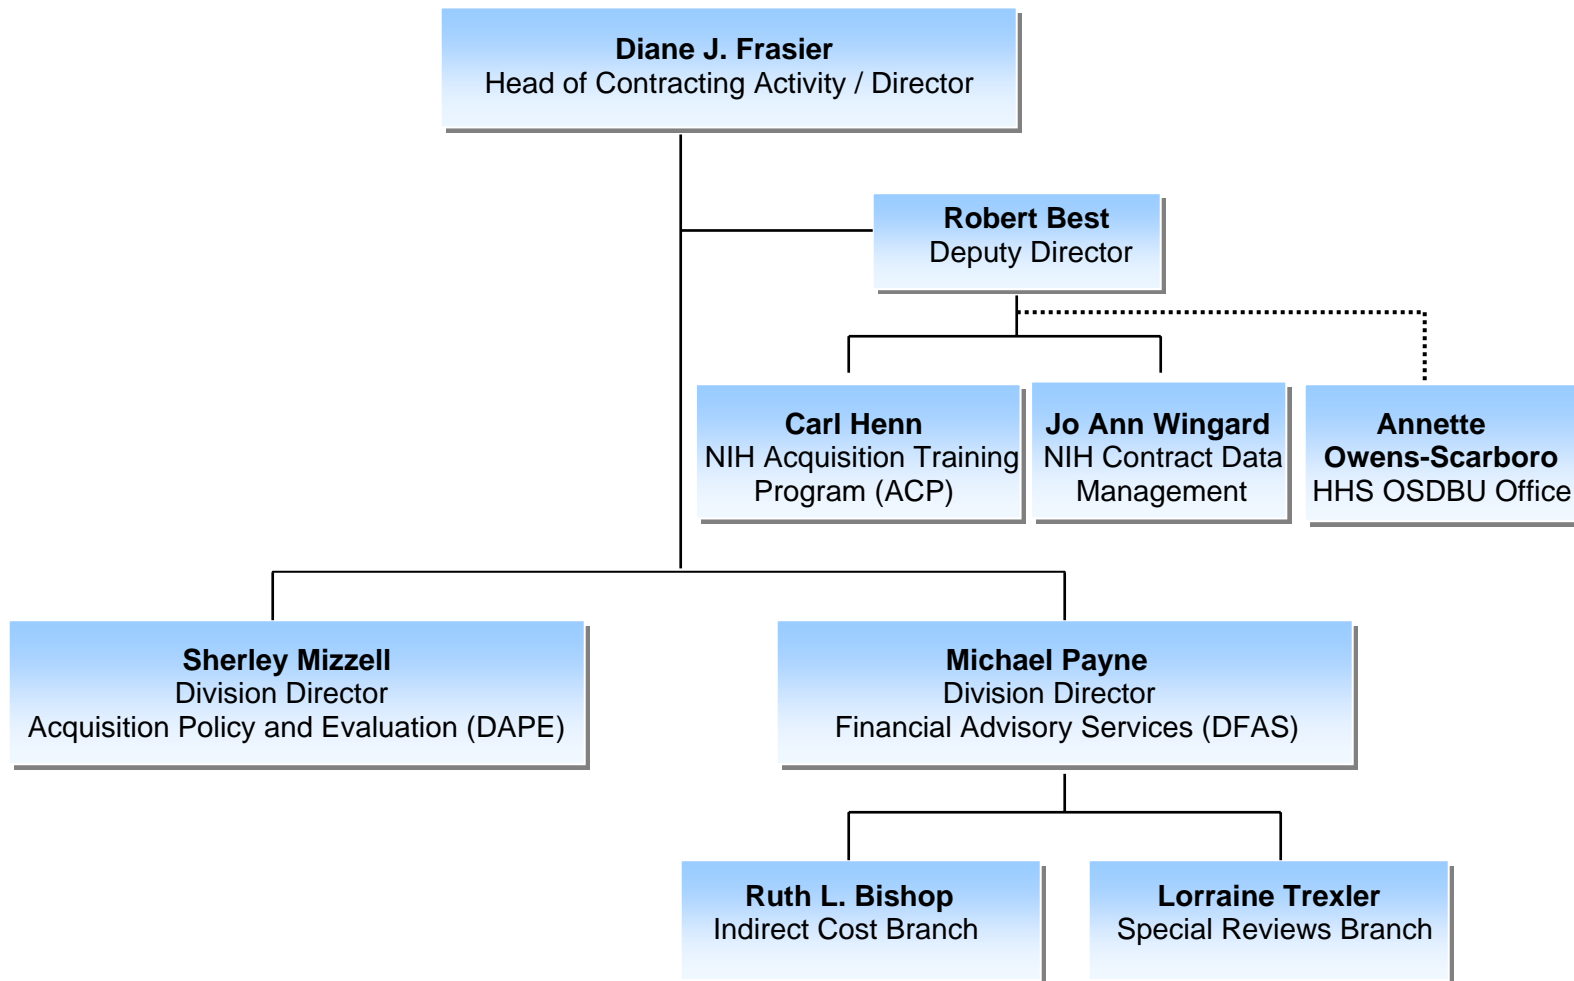 Diane J. Frasier
Head of Contracting Activity / Director
Robert Best
Deputy Director
Carl Henn
NIH Acquisition Training
Program (ACP)
Jo Ann Wingard
NIH Contract Data
Management
Annette
Owens-Scarboro
HHS OSDBU Office
Sherley Mizzell
Division Director
Acquisition Policy and Evaluation (DAPE)
Michael Payne
Division Director
Financial Advisory Services (DFAS)
Ruth L. Bishop
Indirect Cost Branch
Lorraine Trexler
Special Reviews Branch